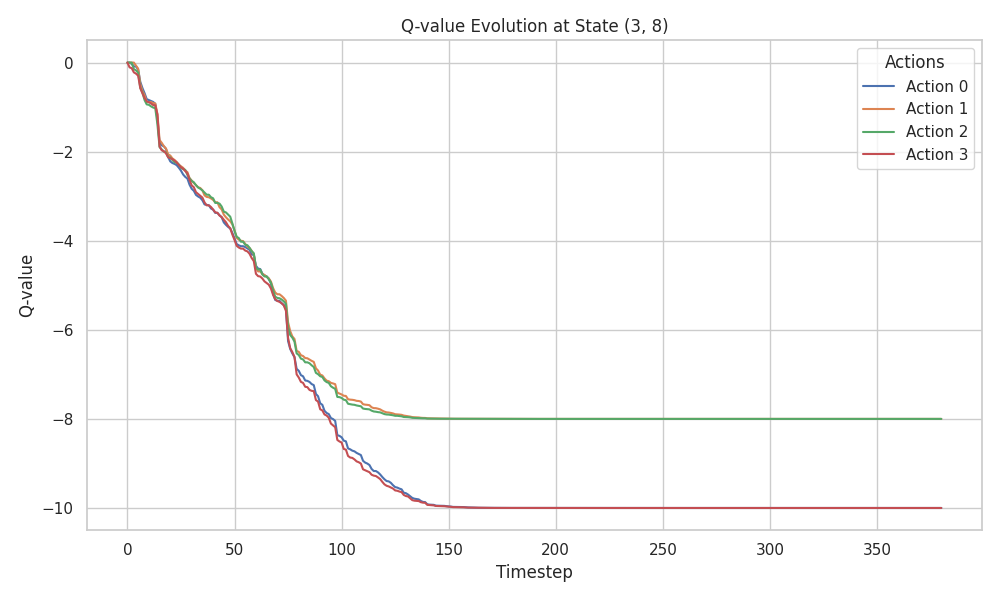 Q-value Evolution at State (3, 8)
Actions
Action 0
Action 1
Action 2
Action 3
Q-value
0
−2
−4
−6
−8
−10
0 50 100 150 200 250 300 350
Timestep